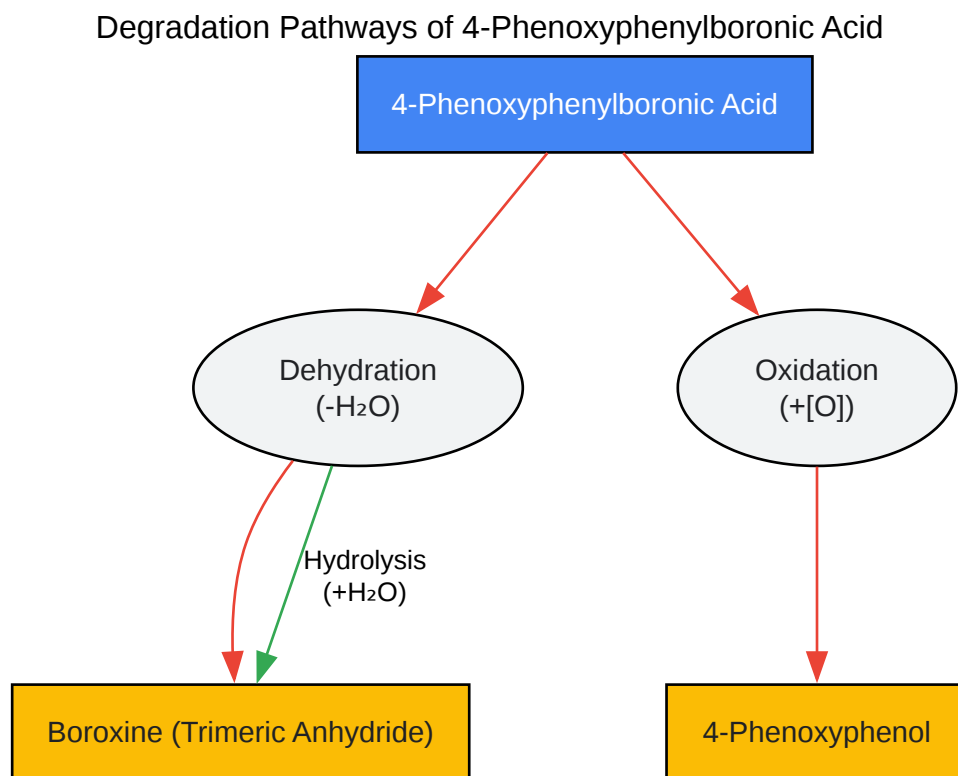 Degradation Pathways of 4-Phenoxyphenylboronic Acid
4-Phenoxyphenylboronic Acid
Dehydration
(-H₂O)
Oxidation
(+[O])
Hydrolysis
(+H₂O)
Boroxine (Trimeric Anhydride)
4-Phenoxyphenol